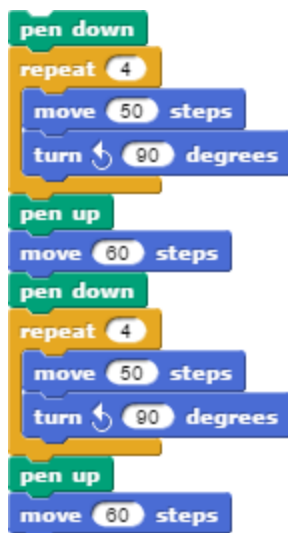 pen down
repeat 4
move 50 steps
turn 90 degrees
pen up
move 60 steps
pen down
repeat 4
move 50 steps
turn 90 degrees
pen up
move 60 steps